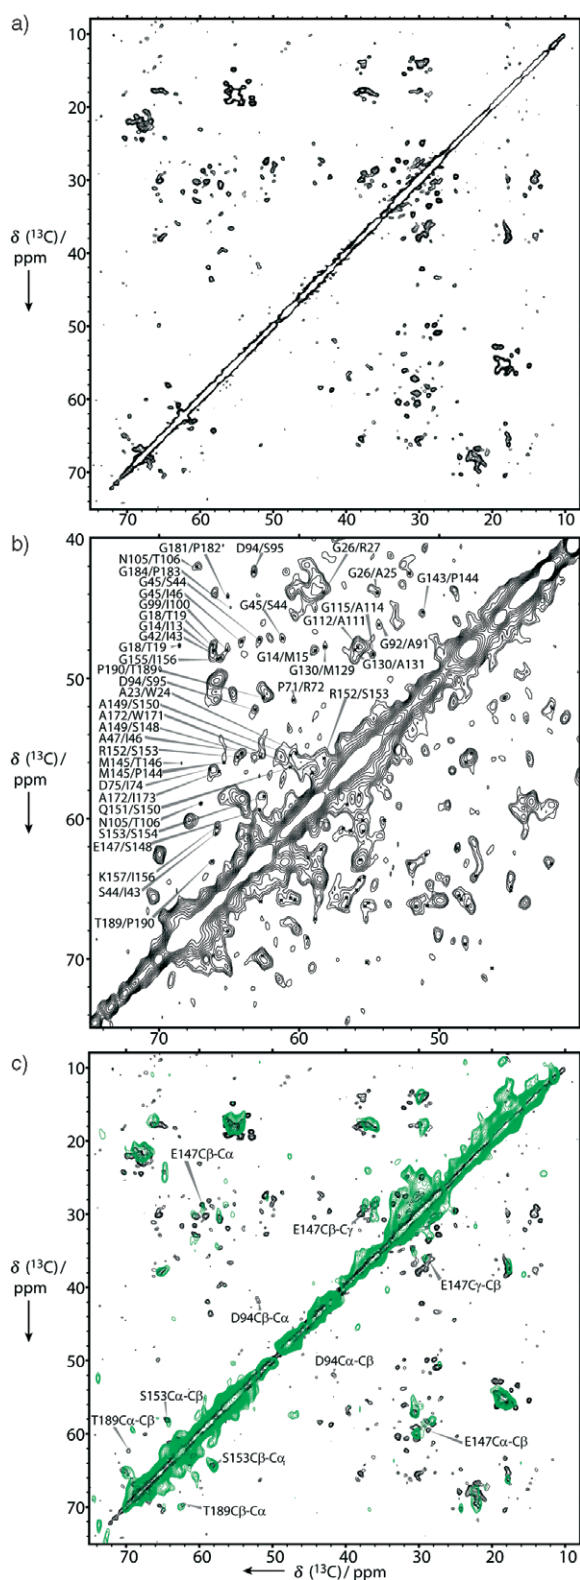 a)
10
20
30
δ (¹³C)/
ppm
40
50
60
70
70 60 50 40 30 20 10
b)
40
G181/P182'
D94/S95
N105/T106
G26/R27
G184/P183
G45/S44
G26/A25
G45/I46
G143/P144
G99/I100
G45/S44
G115/A114
G18/T19
G112/A111
G14/I13
G42/I43
G92/A91
G18/T19
G14/M15
G155/I156
G130/M129
G130/A131
P190/T189
50
D94/S95
P71/R72
R152/S153
A23/W24
A149/S150
A172/W171
A149/S148
A47/I46
R152/S153
δ (¹³C)/
ppm
M145/T146
M145/P144
D75/I74
A172/I173
Q151/S150
60
N105/T106
S153/S154
E147/S148
K157/I156
S44/I43
T189/P190
70
70 60 50
c)
10
20
E147Cβ-Cα
30
E147Cβ-Cγ
δ (¹³C)/
ppm
E147Cγ-Cβ
40
D94Cβ-Cα
50
D94Cα-Cβ
S153Cα-Cβ
T189Cα-Cβ
60
E147Cα-Cβ
S153Cβ-Cα
70
T189Cβ-Cα
70 60 50 40 30 20 10
δ (¹³C)/ ppm